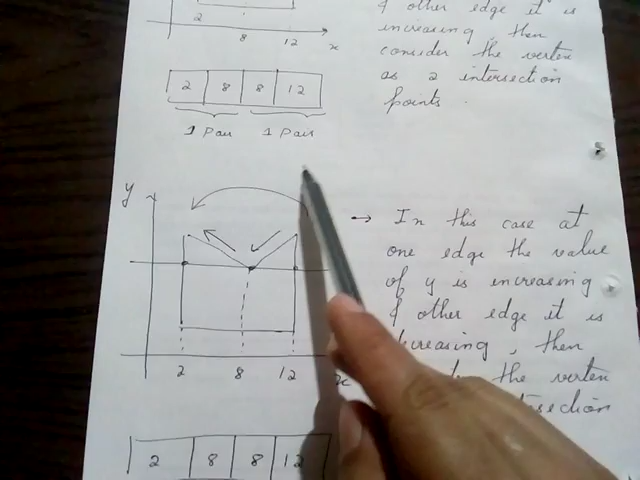 & other edge it is
increasing, then
consider the vertex
as 2 intersection
points.
2
8
12
x
2 8 8 12
1 Pair 1 Pair
y
→ In this case at
one edge the value
of y is increasing
& other edge it is
then
the vertex
2 8 12 x
2 8 8 12